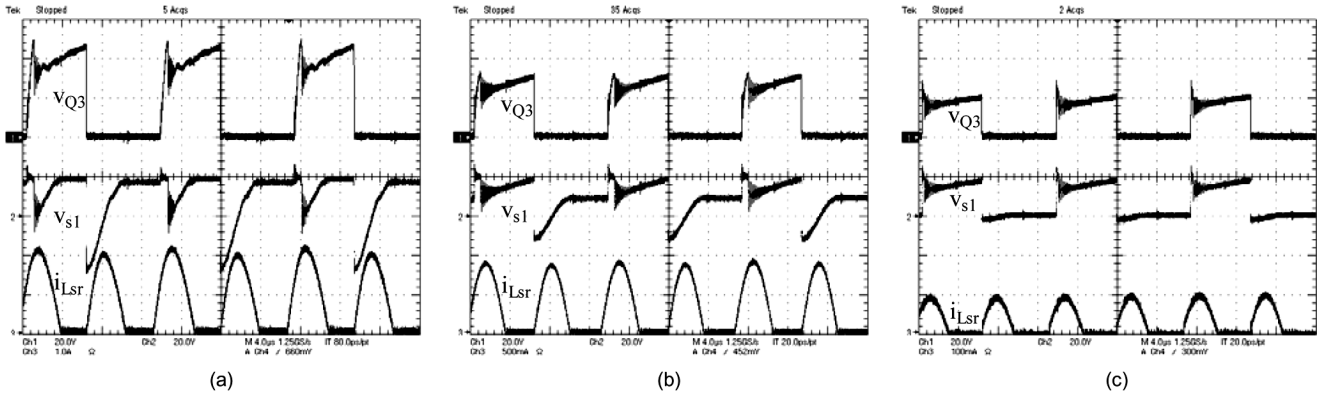 Tek Stopped 5 Acqs
vQ3
vs1
2
iLsr
Ch1 20.0V Ch2 20.0V M 4.0µs 1.25GS/s IT 80.0ps/pt
Ch3 1.0A Ω A Ch4 / 660mV
(a)
Tek Stopped 35 Acqs
vQ3
vs1
2
iLsr
Ch1 20.0V Ch2 20.0V M 4.0µs 1.25GS/s IT 20.0ps/pt
Ch3 500mA Ω A Ch4 / 452mV
(b)
Tek Stopped 2 Acqs
vQ3
vs1
2
iLsr
Ch1 20.0V Ch2 20.0V M 4.0µs 1.25GS/s IT 20.0ps/pt
Ch3 100mA Ω A Ch4 / 300mV
(c)